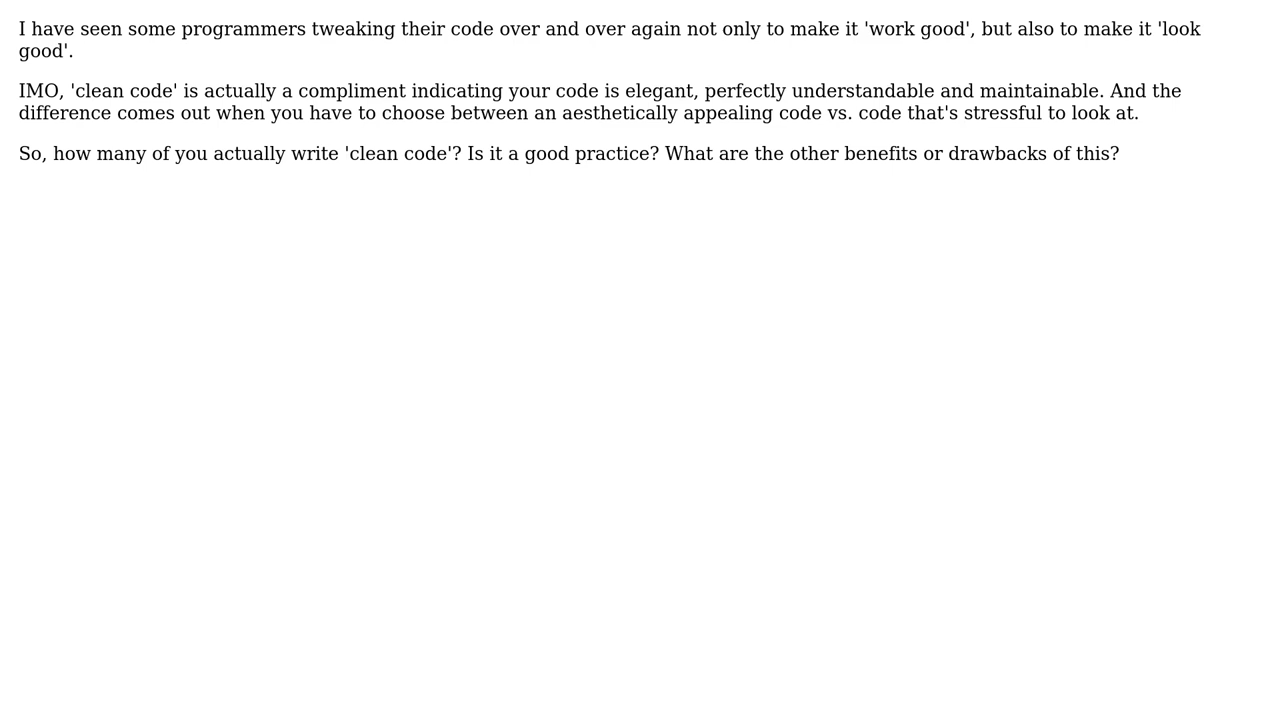 I have seen some programmers tweaking their code over and over again not only to make it 'work good', but also to make it 'look
good'.
IMO, 'clean code' is actually a compliment indicating your code is elegant, perfectly understandable and maintainable. And the
difference comes out when you have to choose between an aesthetically appealing code vs. code that's stressful to look at.
So, how many of you actually write 'clean code'? Is it a good practice? What are the other benefits or drawbacks of this?